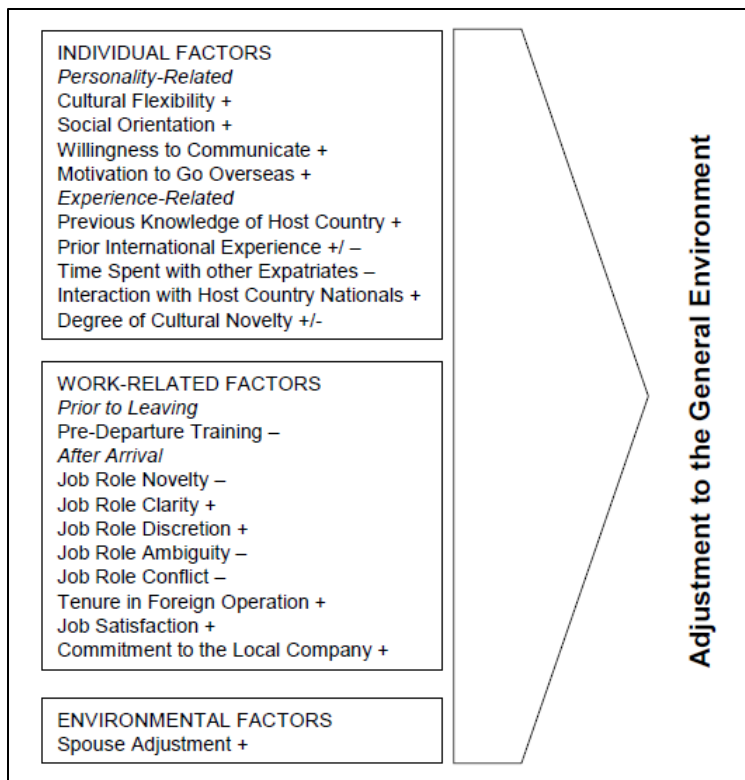 INDIVIDUAL FACTORS
Personality-Related
Cultural Flexibility +
Social Orientation +
Willingness to Communicate +
Motivation to Go Overseas +
Experience-Related
Previous Knowledge of Host Country +
Prior International Experience +/ –
Time Spent with other Expatriates –
Interaction with Host Country Nationals +
Degree of Cultural Novelty +/-
WORK-RELATED FACTORS
Prior to Leaving
Pre-Departure Training –
After Arrival
Job Role Novelty –
Job Role Clarity +
Job Role Discretion +
Job Role Ambiguity –
Job Role Conflict –
Tenure in Foreign Operation +
Job Satisfaction +
Commitment to the Local Company +
ENVIRONMENTAL FACTORS
Spouse Adjustment +
Adjustment to the General Environment